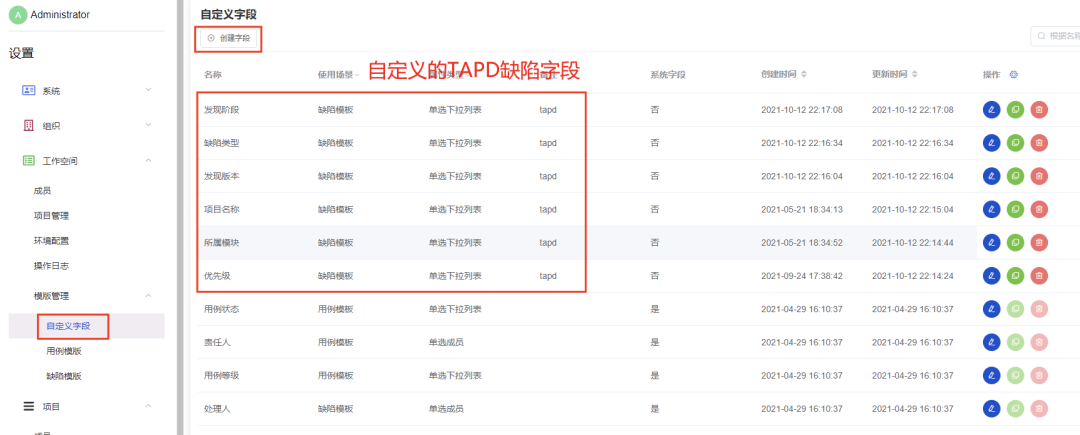 A Administrator
设置
系统
组织
工作空间
成员
项目管理
环境配置
操作日志
模版管理
自定义字段
用例模版
缺陷模版
项目
自定义字段
创建字段
根据名称
自定义的TAPD缺陷字段
名称 使用场景 系统字段 创建时间 更新时间 操作
发现阶段 缺陷模板 单选下拉列表 tapd 否 2021-10-12 22:17:08 2021-10-12 22:17:08
缺陷类型 缺陷模板 单选下拉列表 tapd 否 2021-10-12 22:16:34 2021-10-12 22:16:34
发现版本 缺陷模板 单选下拉列表 tapd 否 2021-10-12 22:16:04 2021-10-12 22:16:04
项目名称 缺陷模板 单选下拉列表 tapd 否 2021-05-21 18:34:13 2021-10-12 22:15:04
所属模块 缺陷模板 单选下拉列表 tapd 否 2021-05-21 18:34:52 2021-10-12 22:14:44
优先级 缺陷模板 单选下拉列表 tapd 否 2021-09-24 17:38:42 2021-10-12 22:14:24
用例状态 用例模板 单选下拉列表 是 2021-04-29 16:10:37 2021-04-29 16:10:37
责任人 用例模板 单选成员 是 2021-04-29 16:10:37 2021-04-29 16:10:37
用例等级 用例模板 单选下拉列表 是 2021-04-29 16:10:37 2021-04-29 16:10:37
处理人 缺陷模板 单选成员 是 2021-04-29 16:10:37 2021-04-29 16:10:37